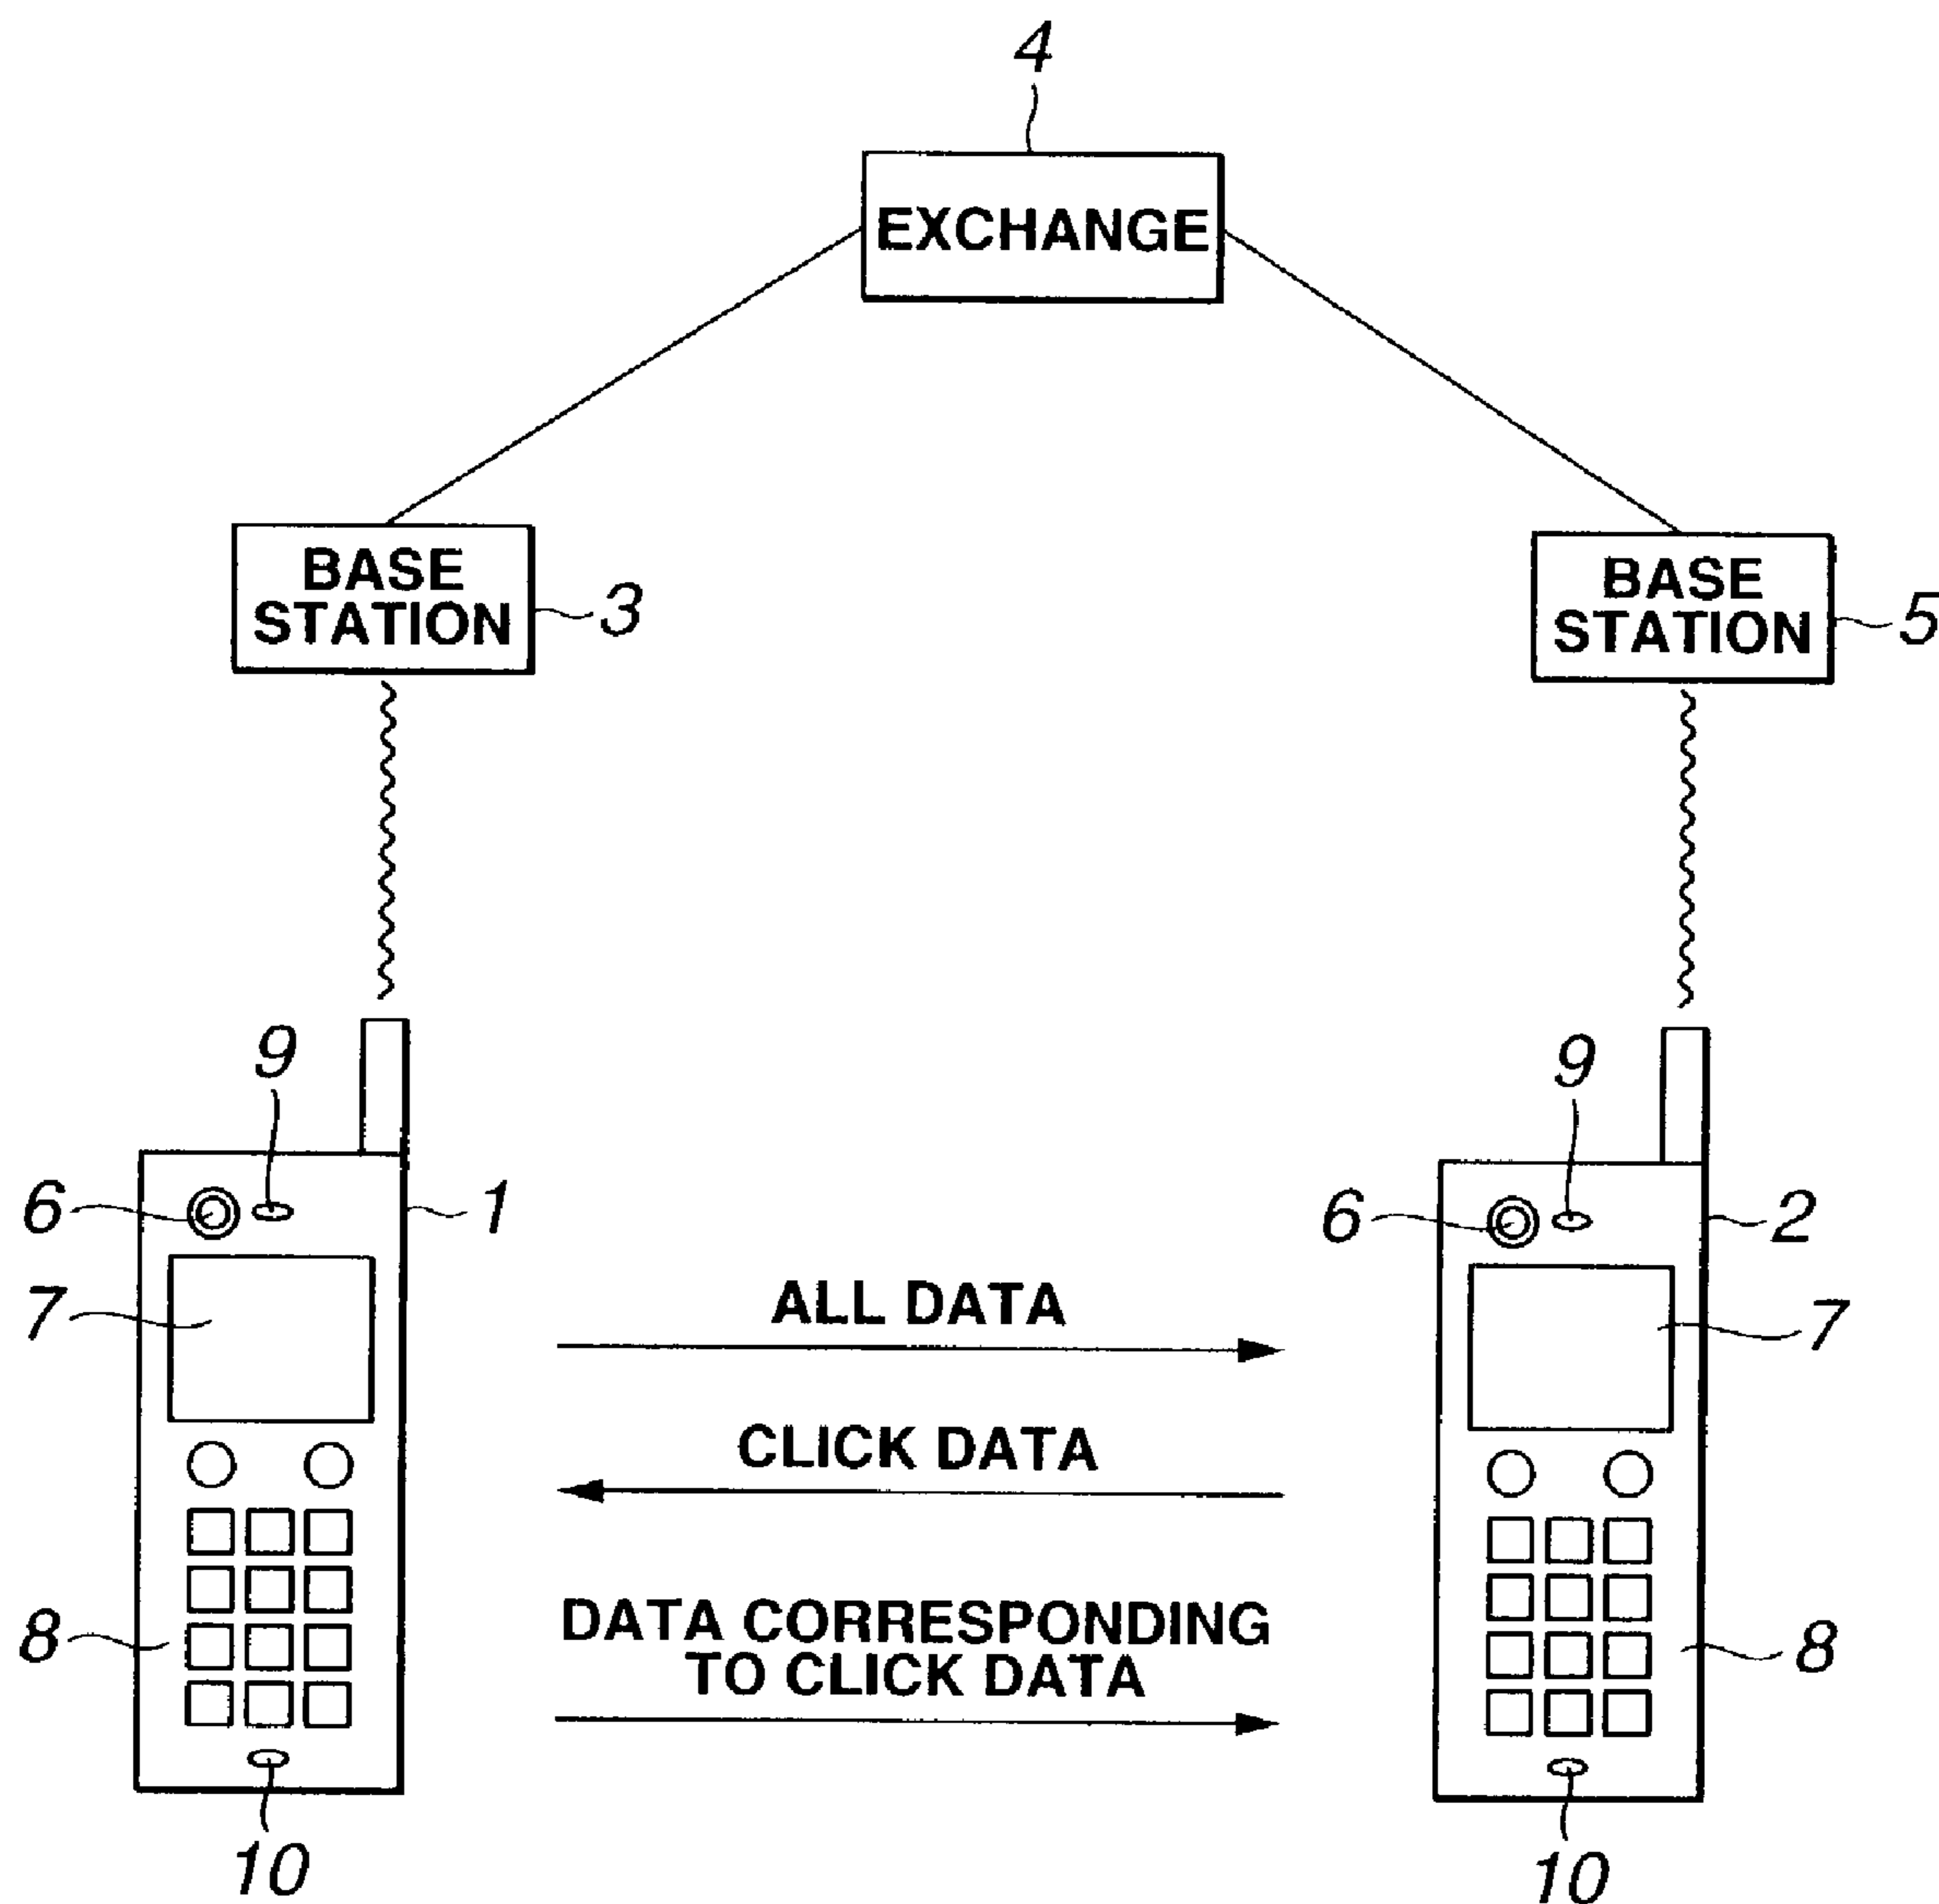 4
EXCHANGE
BASE
STATION
3
BASE
STATION
5
9
9
6
1
6
2
7
ALL DATA
7
CLICK DATA
8
DATA CORRESPONDING
TO CLICK DATA
8
10
10